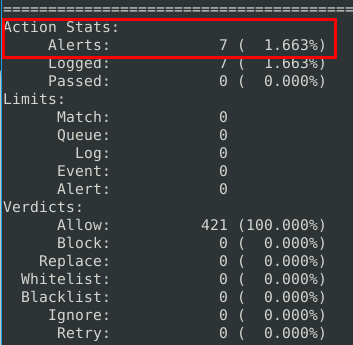 ===============================================
Action Stats:
Alerts: 7 ( 1.663%)
Logged: 7 ( 1.663%)
Passed: 0 ( 0.000%)
Limits:
Match: 0
Queue: 0
Log: 0
Event: 0
Alert: 0
Verdicts:
Allow: 421 (100.000%)
Block: 0 ( 0.000%)
Replace: 0 ( 0.000%)
Whitelist: 0 ( 0.000%)
Blacklist: 0 ( 0.000%)
Ignore: 0 ( 0.000%)
Retry: 0 ( 0.000%)